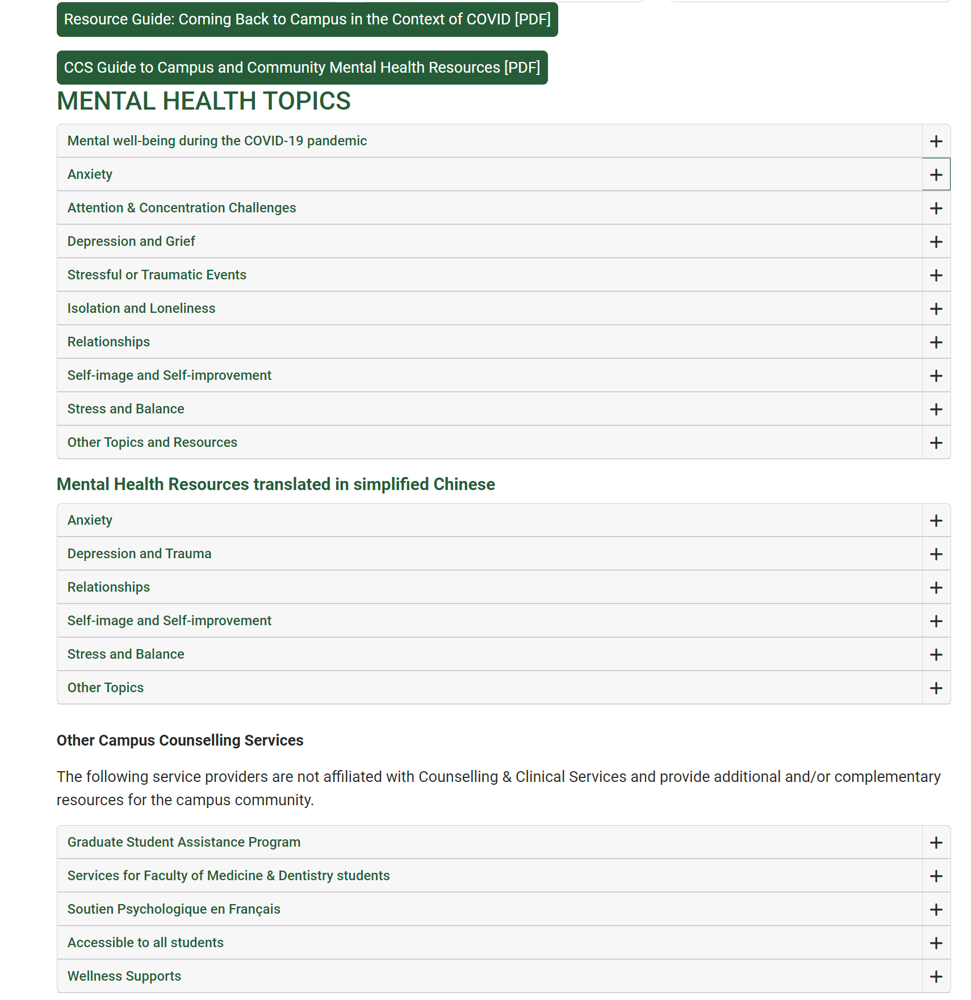 Resource Guide: Coming Back to Campus in the Context of COVID [PDF]
CCS Guide to Campus and Community Mental Health Resources [PDF]
MENTAL HEALTH TOPICS
Mental well-being during the COVID-19 pandemic
Anxiety
Attention & Concentration Challenges
Depression and Grief
Stressful or Traumatic Events
Isolation and Loneliness
Relationships
Self-image and Self-improvement
Stress and Balance
Other Topics and Resources
Mental Health Resources translated in simplified Chinese
Anxiety
Depression and Trauma
Relationships
Self-image and Self-improvement
Stress and Balance
Other Topics
Other Campus Counselling Services
The following service providers are not affiliated with Counselling & Clinical Services and provide additional and/or complementary
resources for the campus community.
Graduate Student Assistance Program
Services for Faculty of Medicine & Dentistry students
Soutien Psychologique en Français
Accessible to all students
Wellness Supports